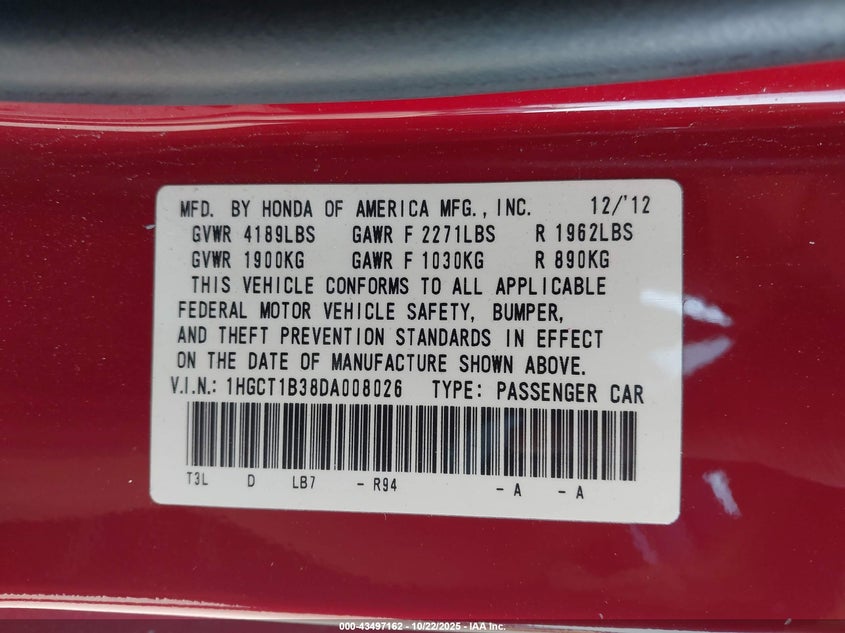 MFD. BY HONDA OF AMERICA MFG., INC. 12/'12
GVWR 4189LBS GAWR F 2271LBS R 1962LBS
GVWR 1900KG GAWR F 1030KG R 890KG
THIS VEHICLE CONFORMS TO ALL APPLICABLE
FEDERAL MOTOR VEHICLE SAFETY, BUMPER,
AND THEFT PREVENTION STANDARDS IN EFFECT
ON THE DATE OF MANUFACTURE SHOWN ABOVE.
V.I.N.: 1HGCT1B38DA008026 TYPE: PASSENGER CAR
T3L D LB7 - R94 - A - A
000-43497162 - 10/22/2025 - IAA Inc.